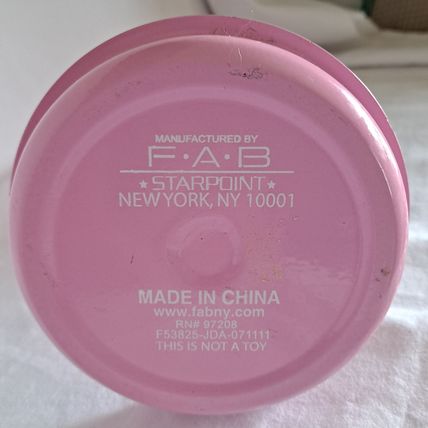 MANUFACTURED BY
F·A·B
★STARPOINT★
NEW YORK, NY 10001
MADE IN CHINA
www.fabny.com
RN# 97208
F53825-JDA-071111
THIS IS NOT A TOY